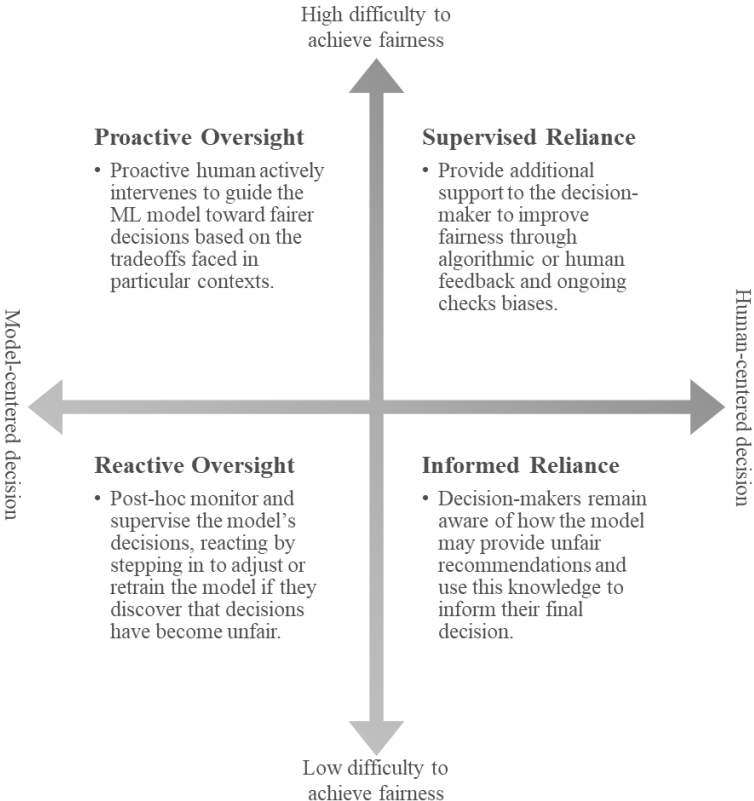 High difficulty to
achieve fairness
Proactive Oversight
• Proactive human actively
intervenes to guide the
ML model toward fairer
decisions based on the
tradeoffs faced in
particular contexts.
Supervised Reliance
• Provide additional
support to the decision-
maker to improve
fairness through
algorithmic or human
feedback and ongoing
checks biases.
Model-centered decision
Human-centered decision
Reactive Oversight
• Post-hoc monitor and
supervise the model's
decisions, reacting by
stepping in to adjust or
retrain the model if they
discover that decisions
have become unfair.
Informed Reliance
• Decision-makers remain
aware of how the model
may provide unfair
recommendations and
use this knowledge to
inform their final
decision.
Low difficulty to
achieve fairness